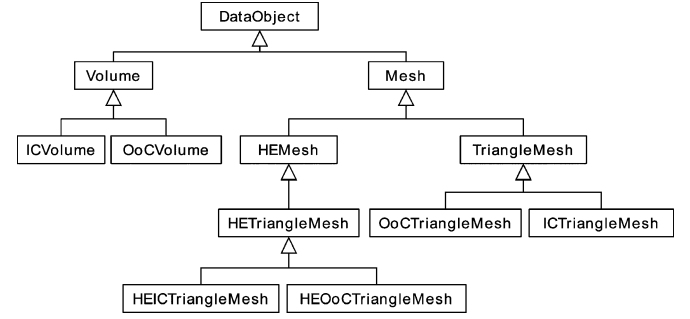 DataObject
Volume
Mesh
ICVolume
OoCVolume
HEMesh
TriangleMesh
HETriangleMesh
OoCTriangleMesh
ICTriangleMesh
HEICTriangleMesh
HEOoCTriangleMesh